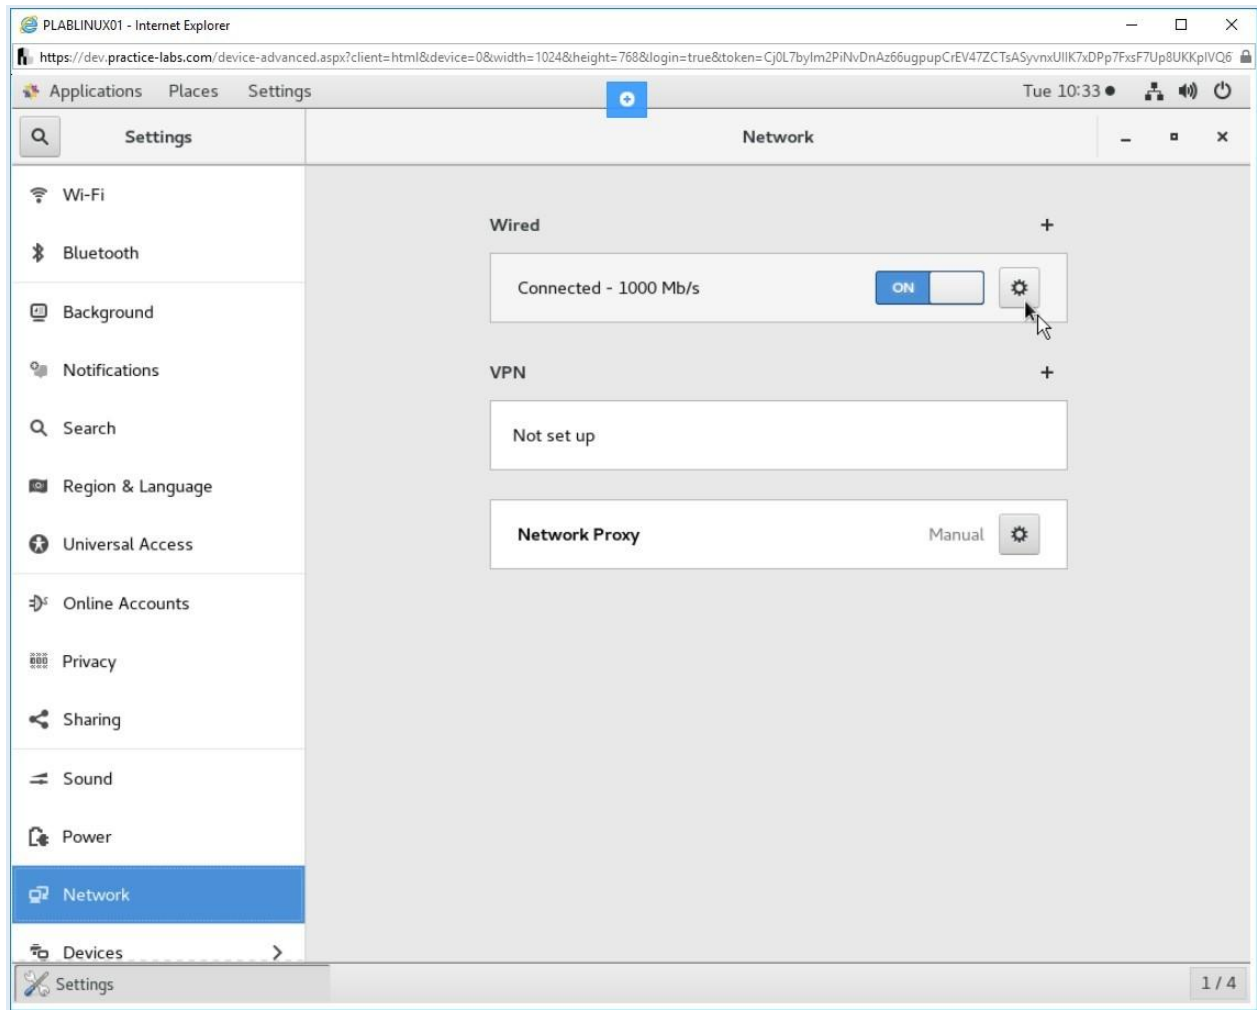 PLABLINUX01 - Internet Explorer
https://dev.practice-labs.com/device-advanced.aspx?client=html&device=0&width=1024&height=768&login=true&token=
Applications Places Settings Tue 10:33
Settings Network
Wi-Fi
Bluetooth
Background
Notifications
Search
Region & Language
Universal Access
Online Accounts
Privacy
Sharing
Sound
Power
Network
Devices
Wired
Connected - 1000 Mb/s ON
VPN
Not set up
Network Proxy Manual
Settings 1 / 4